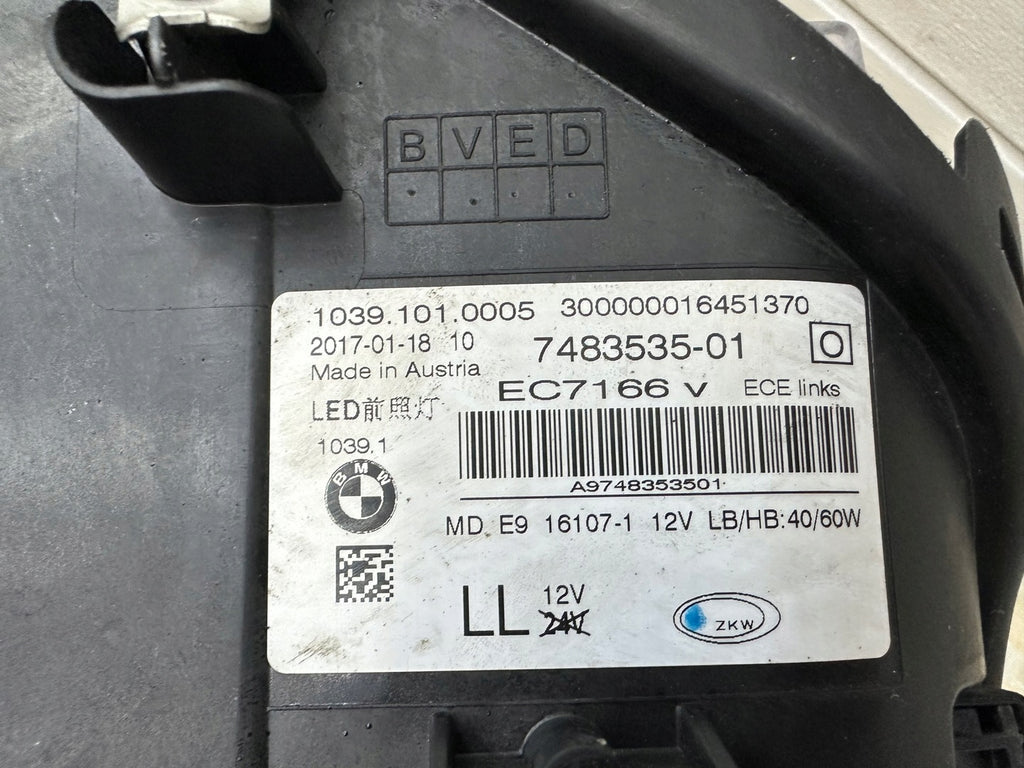 B V E D
1039.101.0005 300000016451370
2017-01-18 10 7483535-01 O
Made in Austria
EC7166 v ECE links
LED前照灯
1039.1
BMW
A9748353501
MD E9 16107-1 12V LB/HB:40/60W
LL 12V
24V
ZKW